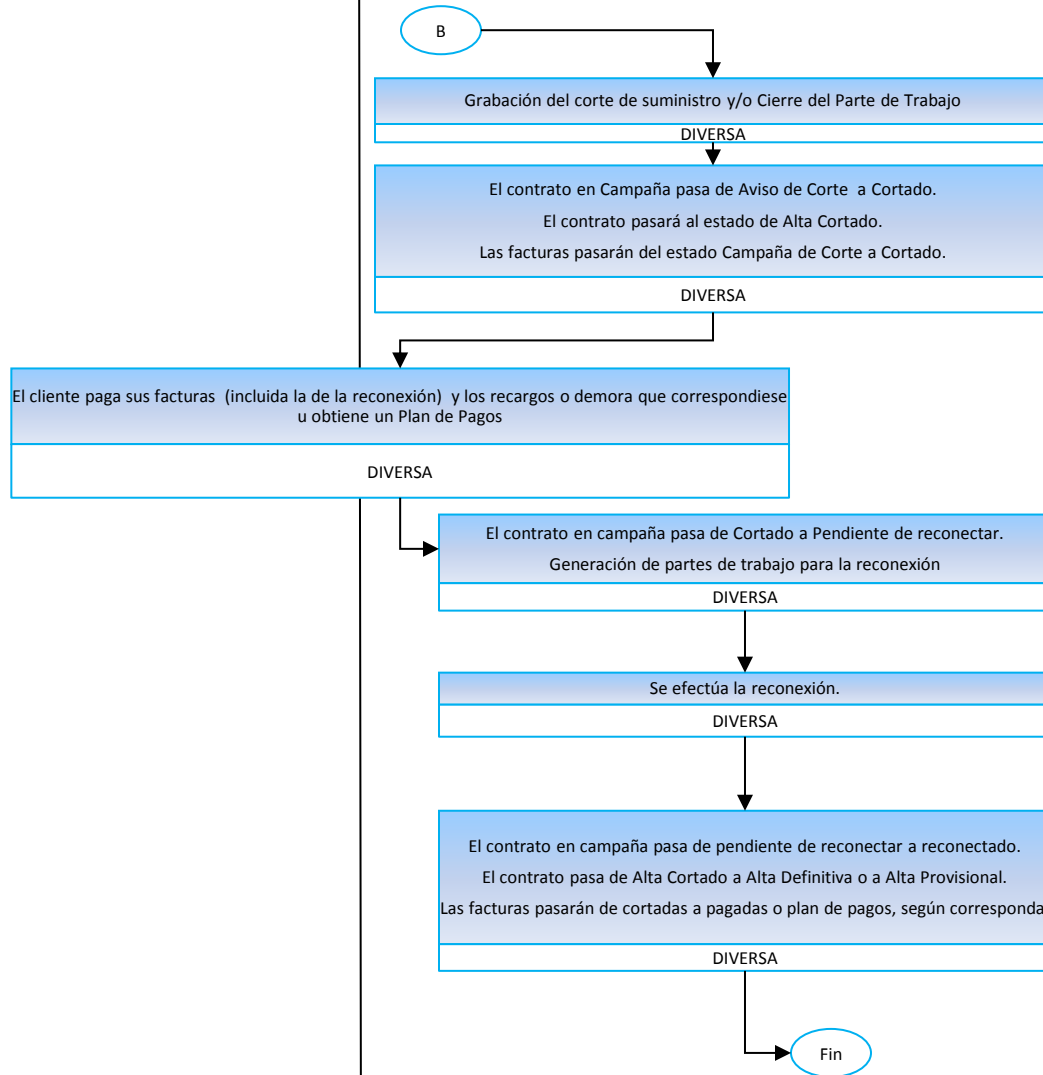 B
Grabación del corte de suministro y/o Cierre del Parte de Trabajo
DIVERSA
El contrato en Campaña pasa de Aviso de Corte a Cortado.
El contrato pasará al estado de Alta Cortado.
Las facturas pasarán del estado Campaña de Corte a Cortado.
DIVERSA
El cliente paga sus facturas (incluida la de la reconexión) y los recargos o demora que correspondiese
u obtiene un Plan de Pagos
DIVERSA
El contrato en campaña pasa de Cortado a Pendiente de reconectar.
Generación de partes de trabajo para la reconexión
DIVERSA
Se efectúa la reconexión.
DIVERSA
El contrato en campaña pasa de pendiente de reconectar a reconectado.
El contrato pasa de Alta Cortado a Alta Definitiva o a Alta Provisional.
Las facturas pasarán de cortadas a pagadas o plan de pagos, según corresponda
DIVERSA
Fin